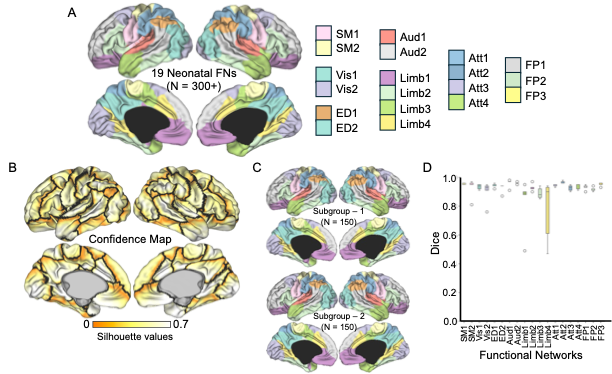 A
19 Neonatal FNs
(N = 300+)
SM1
SM2
Vis1
Vis2
ED1
ED2
Aud1
Aud2
Limb1
Limb2
Limb3
Limb4
Att1
Att2
Att3
Att4
FP1
FP2
FP3
B
Confidence Map
0
0.7
Silhouette values
C
Subgroup – 1
(N = 150)
Subgroup – 2
(N = 150)
D
Dice
1.0
0.8
0.6
0.4
0.2
0.0
SM1
SM2
Vis1
Vis2
ED1
ED2
Aud1
Aud2
Limb1
Limb2
Limb3
Limb4
Att1
Att2
Att3
Att4
FP1
FP2
FP3
Functional Networks